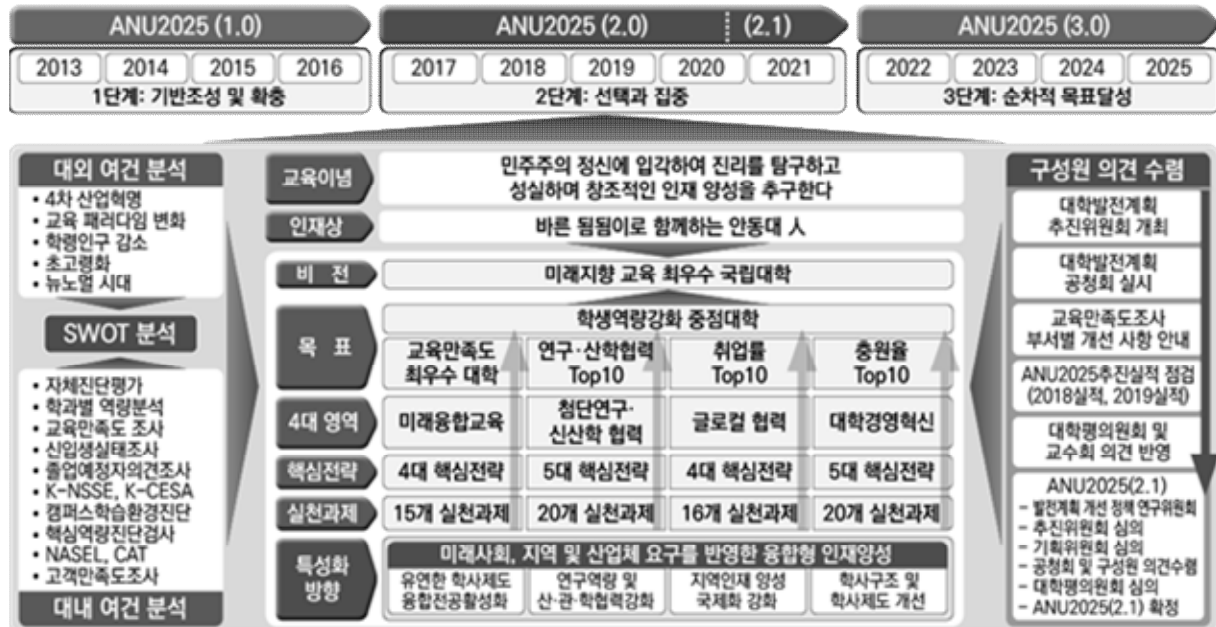 ANU2025 (1.0)
ANU2025 (2.0)
(2.1)
ANU2025 (3.0)
2013 2014 2015 2016
2017 2018 2019 2020 2021
2022 2023 2024 2025
1단계: 기반조성 및 확충
2단계: 선택과 집중
3단계: 순차적 목표달성
대외 여건 분석
• 4차 산업혁명
• 교육 패러다임 변화
• 학령인구 감소
• 초고령화
• 뉴노멀 시대
SWOT 분석
• 자체진단평가
• 학과별 역량분석
• 교육만족도 조사
• 신입생실태조사
• 졸업예정자의견조사
• K-NSSE, K-CESA
• 캠퍼스학습환경진단
• 핵심역량진단검사
• NASEL, CAT
• 고객만족도조사
대내 여건 분석
교육이념
민주주의 정신에 입각하여 진리를 탐구하고
성실하며 창조적인 인재 양성을 추구한다
인재상
바른 됨됨이로 함께하는 안동대 人
비 전
미래지향 교육 최우수 국립대학
목 표
학생역량강화 중점대학
교육만족도
최우수 대학
연구·산학협력
Top10
취업률
Top10
충원율
Top10
4대 영역
미래융합교육
첨단연구·
신산학 협력
글로컬 협력
대학경영혁신
핵심전략
4대 핵심전략
5대 핵심전략
4대 핵심전략
5대 핵심전략
실천과제
15개 실천과제
20개 실천과제
16개 실천과제
20개 실천과제
특성화
방향
미래사회, 지역 및 산업체 요구를 반영한 융합형 인재양성
유연한 학사제도
융합전공활성화
연구역량 및
산·관·학협력강화
지역인재 양성
국제화 강화
학사구조 및
학사제도 개선
구성원 의견 수렴
대학발전계획
추진위원회 개최
대학발전계획
공청회 실시
교육만족도조사
부서별 개선 사항 안내
ANU2025추진실적 점검
(2018실적, 2019실적)
대학평의원회 및
교수회 의견 반영
ANU2025(2.1)
– 발전계획 개선 정책 연구위원회
– 추진위원회 심의
– 기획위원회 심의
– 공청회 및 구성원 의견수렴
– 대학평의원회 심의
– ANU2025(2.1) 확정